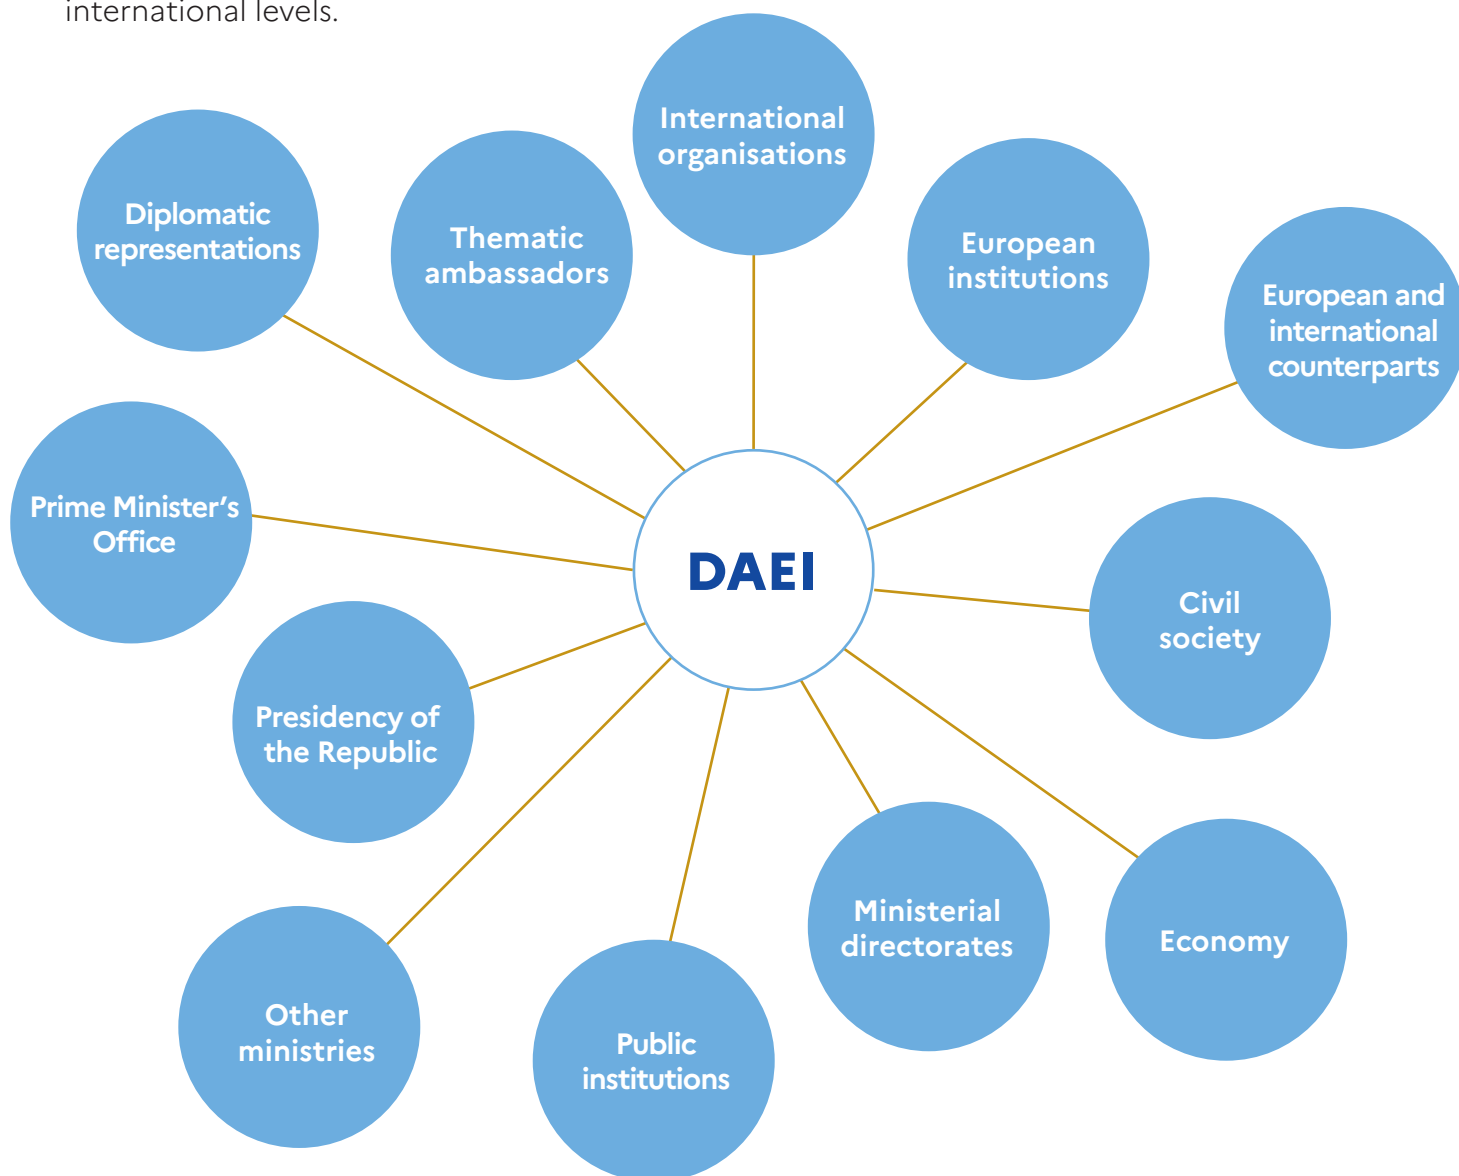 international levels.
International
organisations
Diplomatic
representations
Thematic
ambassadors
European
institutions
European and
international
counterparts
Prime Minister's
Office
DAEI
Civil
society
Presidency of
the Republic
Ministerial
directorates
Economy
Other
ministries
Public
institutions